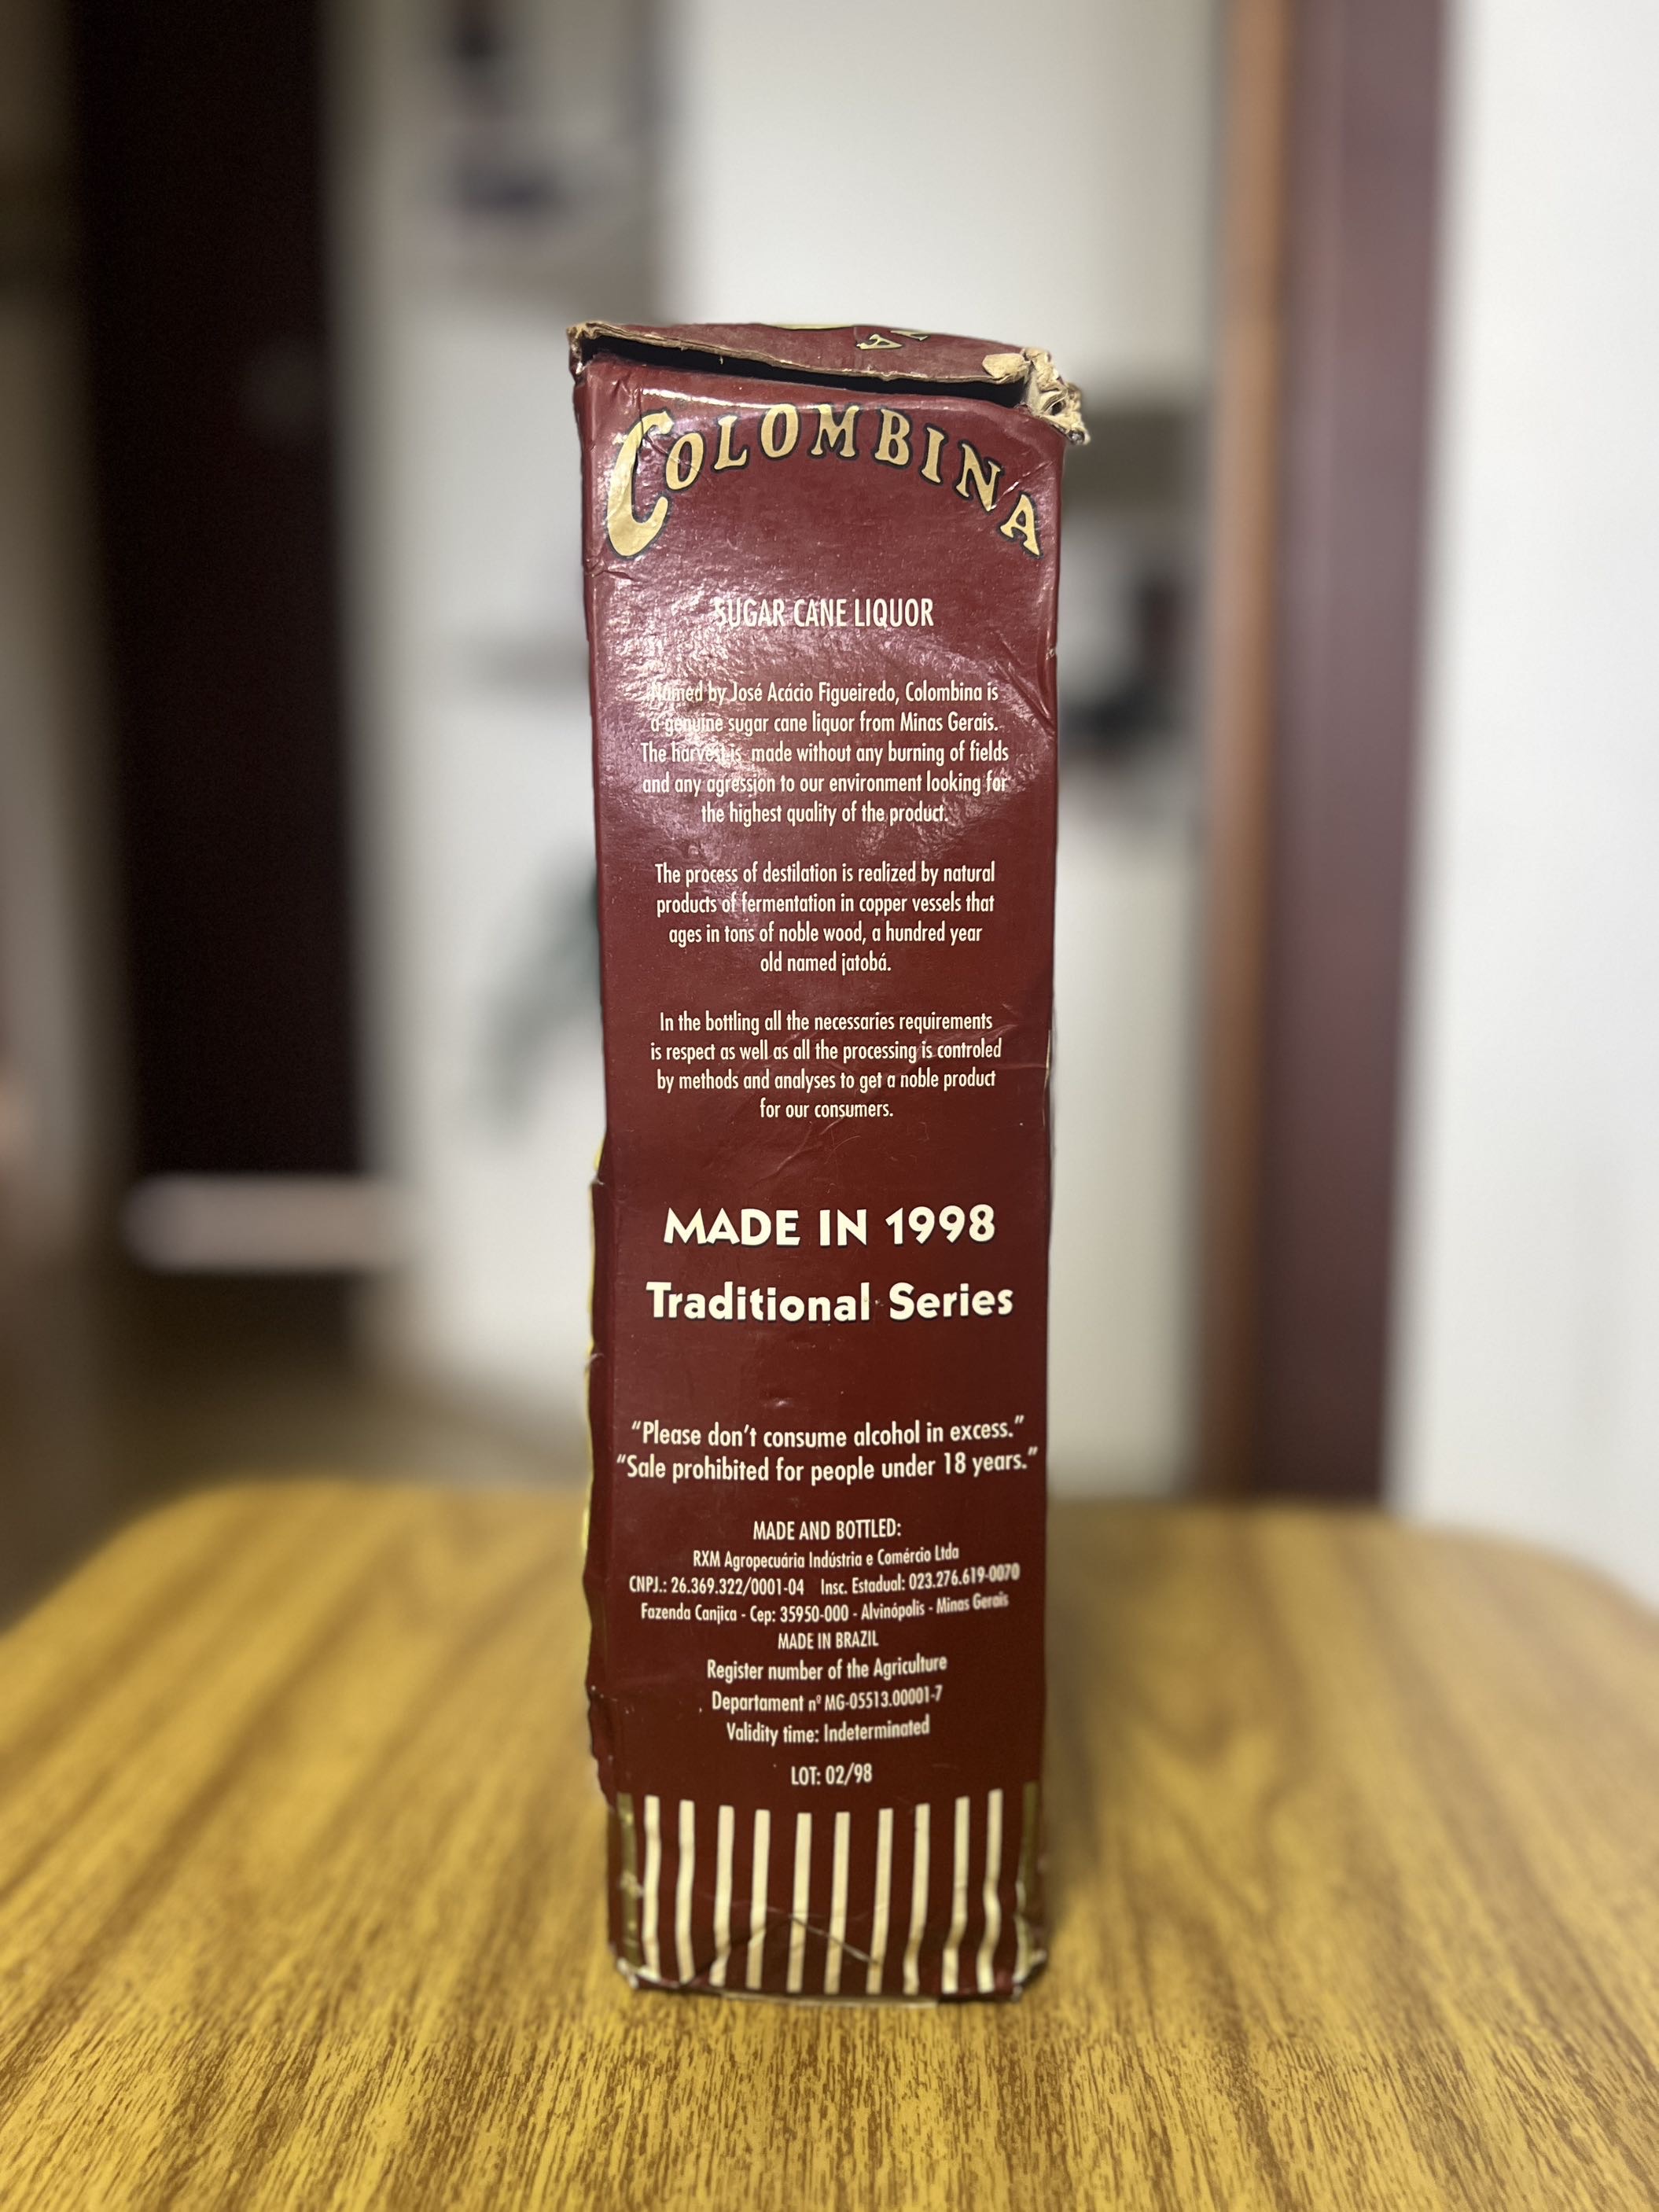 COLOMBINA
SUGAR CANE LIQUOR
Named by José Acácio Figueiredo, Colombina is
a genuine sugar cane liquor from Minas Gerais.
The harvest is made without any burning of fields
and any agression to our environment looking for
the highest quality of the product.
The process of destilation is realized by natural
products of fermentation in copper vessels that
ages in tons of noble wood, a hundred year
old named jatobá.
In the bottling all the necessaries requirements
is respect as well as all the processing is controled
by methods and analyses to get a noble product
for our consumers.
MADE IN 1998
Traditional Series
“Please don’t consume alcohol in excess.”
“Sale prohibited for people under 18 years.”
MADE AND BOTTLED:
RXM Agropecuária Indústria e Comércio Ltda
CNPJ.: 26.369.322/0001-04 Insc. Estadual: 023.276.619-0070
Fazenda Canjica - Cep: 35950-000 - Alvinópolis - Minas Gerais
MADE IN BRAZIL
Register number of the Agriculture
Departament nº MG-05513.00001-7
Validity time: Indeterminated
LOT: 02/98